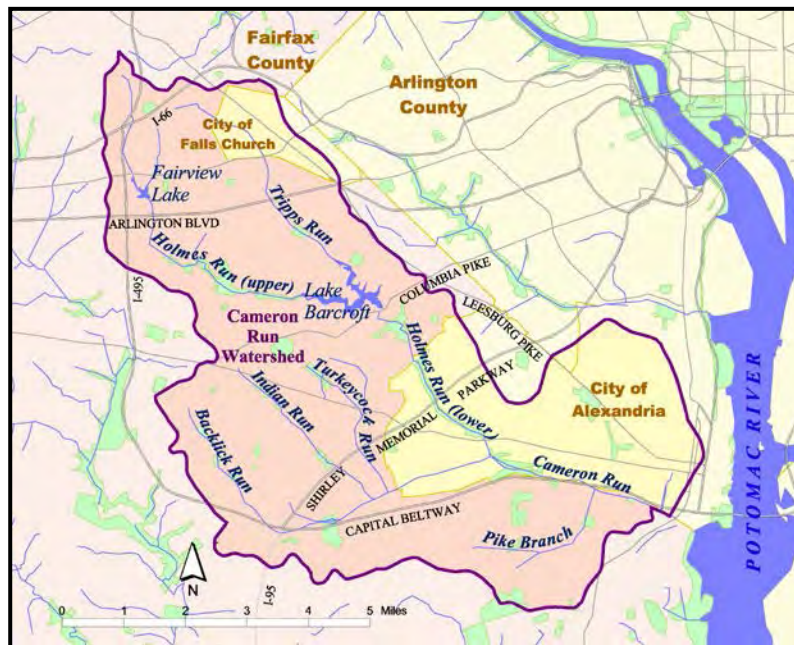 Fairfax
County
Arlington
County
I-66
City of
Falls Church
Fairview
Lake
Tripps Run
ARLINGTON BLVD
Holmes Run (upper)
I-495
Lake
Barcroft
COLUMBIA PIKE
LEESBURG PIKE
Cameron
Run
Watershed
Holmes Run (lower)
Turkeycock
Run
Indian Run
Backlick Run
SHIRLEY
MEMORIAL
PARKWAY
City of
Alexandria
Cameron Run
CAPITAL BELTWAY
Pike Branch
POTOMAC RIVER
N
I-95
0 1 2 3 4 5 Miles